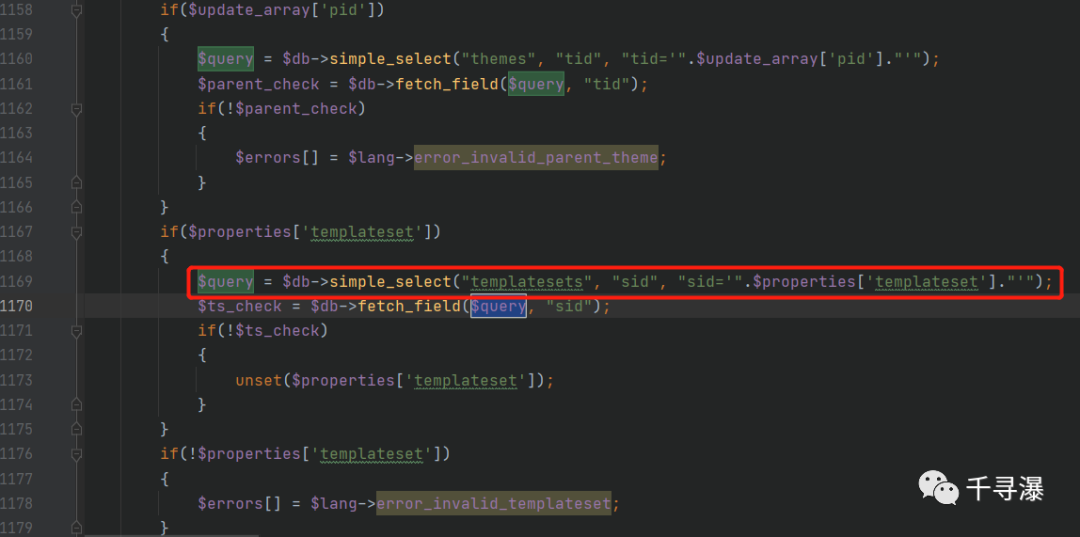 1158 if($update_array['pid'])
1159 {
1160 $query = $db->simple_select("themes", "tid", "tid='".$update_array['pid']."'");
1161 $parent_check = $db->fetch_field($query, "tid");
1162 if(!$parent_check)
1163 {
1164 $errors[] = $lang->error_invalid_parent_theme;
1165 }
1166 }
1167 if($properties['templateset'])
1168 {
1169 $query = $db->simple_select("templatesets", "sid", "sid='".$properties['templateset']."'");
1170 $ts_check = $db->fetch_field($query, "sid");
1171 if(!$ts_check)
1172 {
1173 unset($properties['templateset']);
1174 }
1175 }
1176 if(!$properties['templateset'])
1177 {
1178 $errors[] = $lang->error_invalid_templateset;
1179 }
千寻瀑